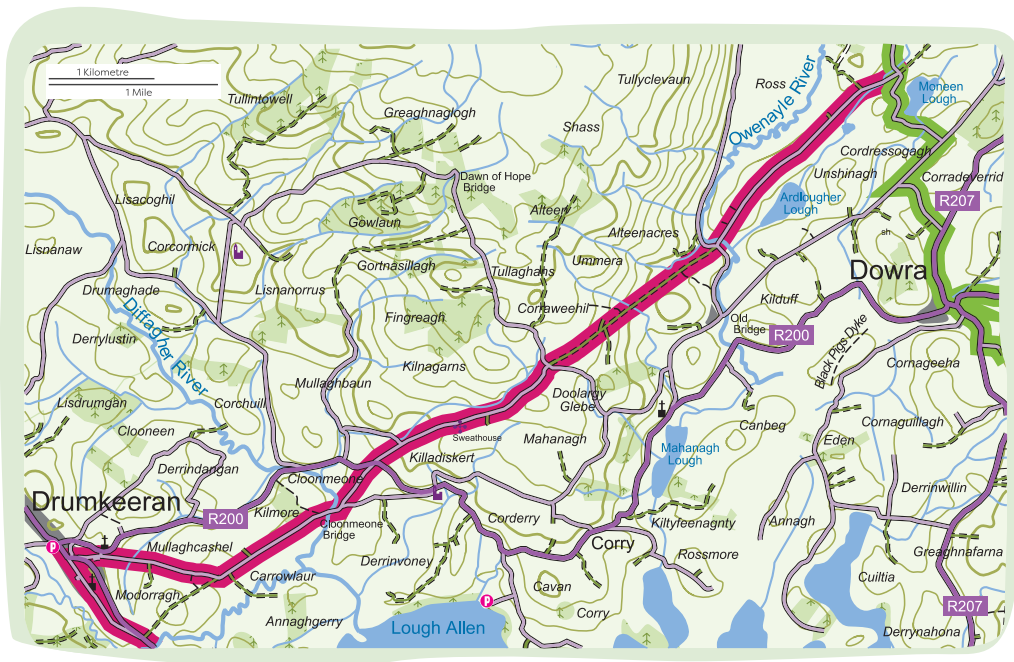 1 Kilometre
1 Mile
Tullintowell
Greaghnaglogh
Tullyclevaun
Ross
Owenayle River
Moneen
Lough
Shass
Cordressogagh
Unshinagh
Corradeverrid
Dawn of Hope
Bridge
Lisacoghil
Ardlougher
Lough
R207
Gowlaun
Alteery
Alteenacres
sh
Lisnanaw
Corcormick
Gortnasillagh
Tullaghans
Ummera
Dowra
Drumaghade
Lisnanorrus
Corraweehil
Kilduff
Diffagher River
Fingreagh
Old
Bridge
R200
Black Pigs Dyke
Derrylustin
Kilnagarns
Cornageeha
Mullaghbaun
Doolargy
Glebe
Lisdrumgan
Corchuill
Cornaguillagh
Clooneen
Sweathouse
Mahanagh
Canbeg
Eden
Mahanagh
Lough
Derrindangan
Killadiskert
Cloonmeone
Derrinwillin
Drumkeeran
R200
Kilmore
Cloonmeone
Bridge
Corderry
Kiltyfeenagnty
Arnagh
Mullaghcashel
Corry
Rossmore
Greaghnafarna
P
Carrowlaur
Derrinvoney
Cuiltia
Modorragh
Cavan
P
Corry
R207
Annaghgerry
Lough Allen
Derrynahona